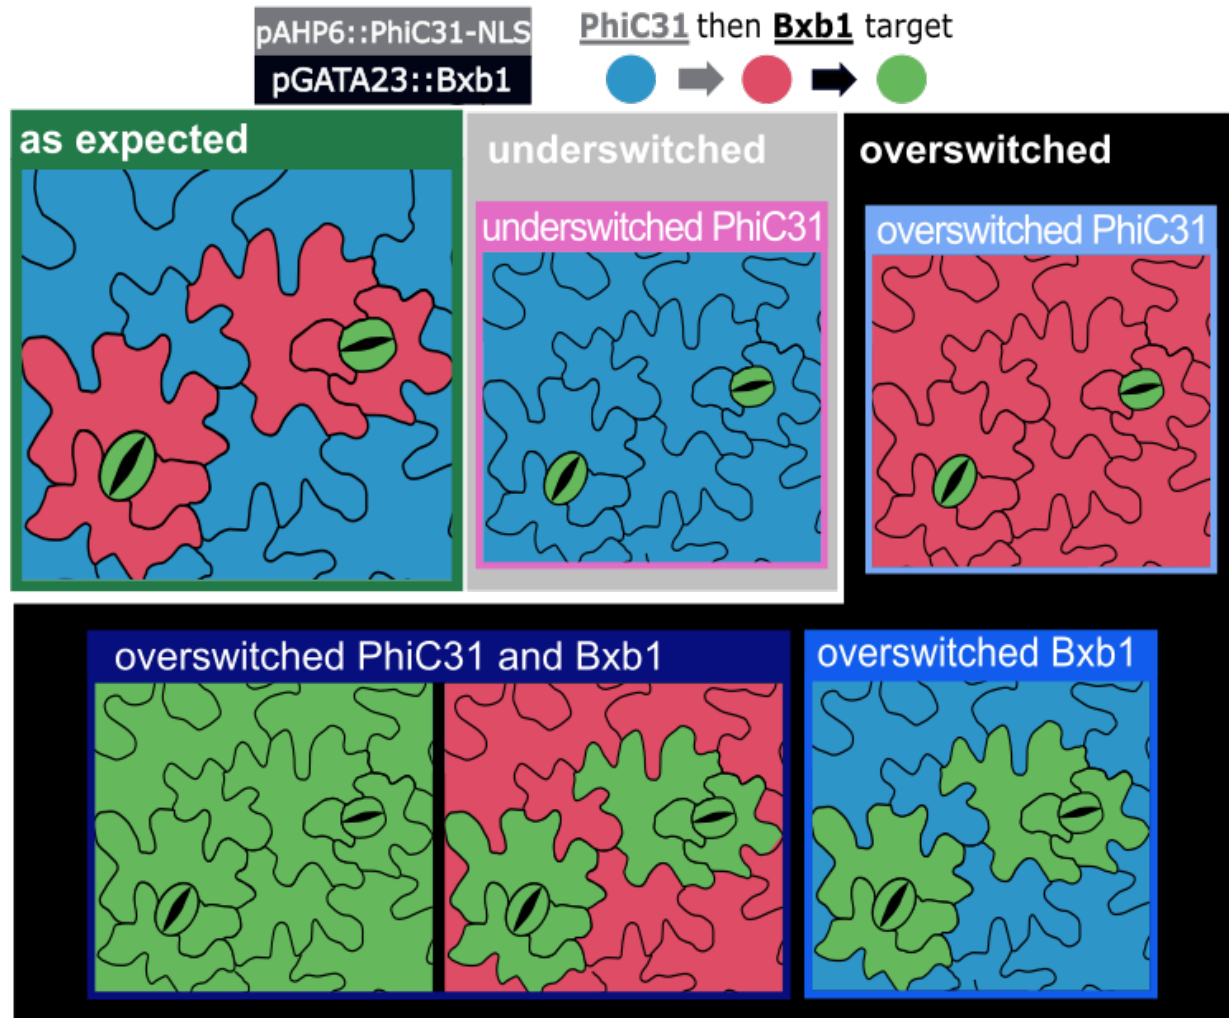 pAHP6::PhiC31-NLS
pGATA23::Bxb1
PhiC31 then Bxb1 target
as expected
underswitched
underswitched PhiC31
overswitched
overswitched PhiC31
overswitched PhiC31 and Bxb1
overswitched Bxb1